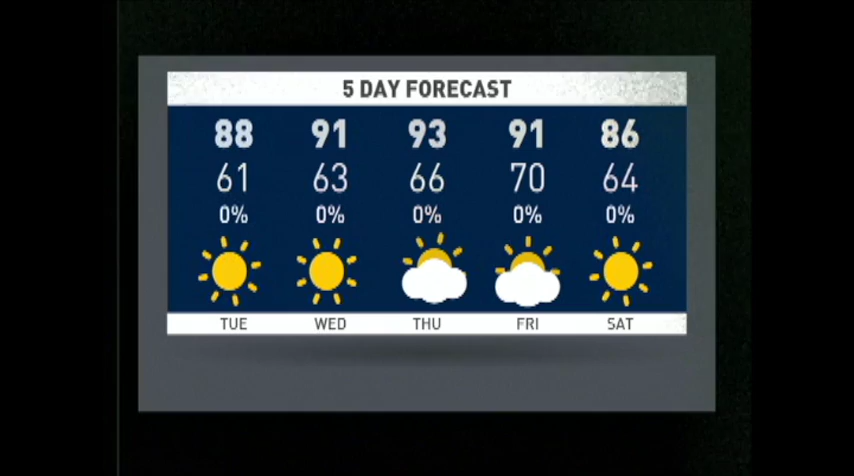 5 DAY FORECAST
88 91 93 91 86
61 63 66 70 64
0% 0% 0% 0% 0%
TUE WED THU FRI SAT